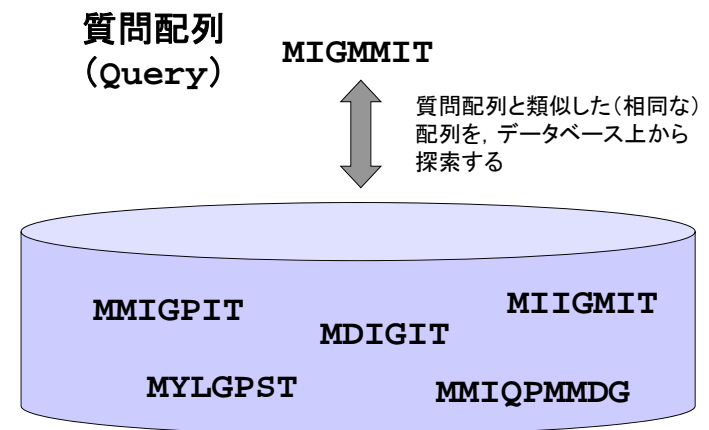 質問配列
（Query）
MIGMMIT
質問配列と類似した（相同な）
配列を，データベース上から
探索する
MMIGPIT
MIIGMIT
MDIGIT
MYLGPST
MMIQPMMDG